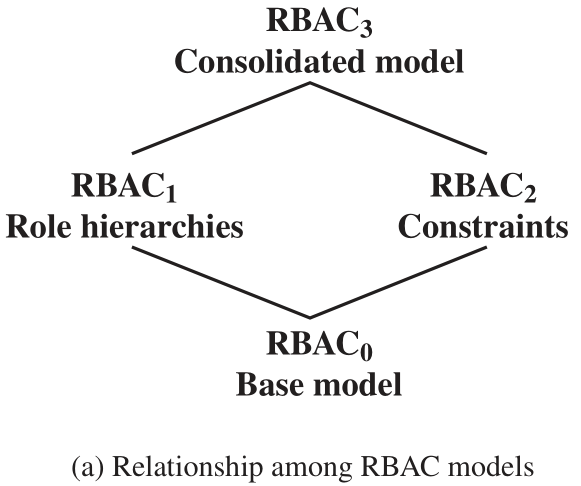 RBAC₃
Consolidated model
RBAC₁
Role hierarchies
RBAC₂
Constraints
RBAC₀
Base model
(a) Relationship among RBAC models